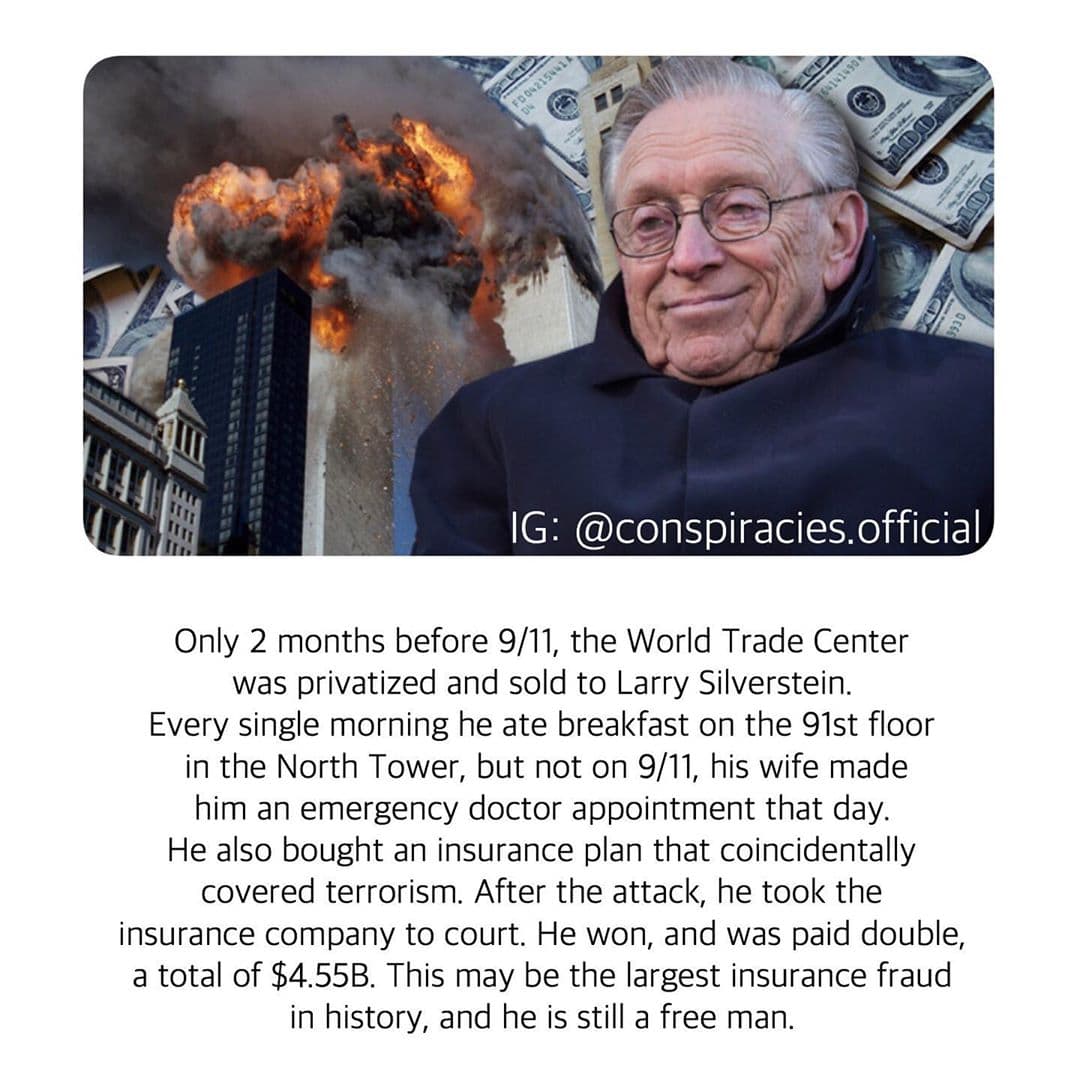 IG: @conspiracies.official
Only 2 months before 9/11, the World Trade Center
was privatized and sold to Larry Silverstein.
Every single morning he ate breakfast on the 91st floor
in the North Tower, but not on 9/11, his wife made
him an emergency doctor appointment that day.
He also bought an insurance plan that coincidentally
covered terrorism. After the attack, he took the
insurance company to court. He won, and was paid double,
a total of $4.55B. This may be the largest insurance fraud
in history, and he is still a free man.